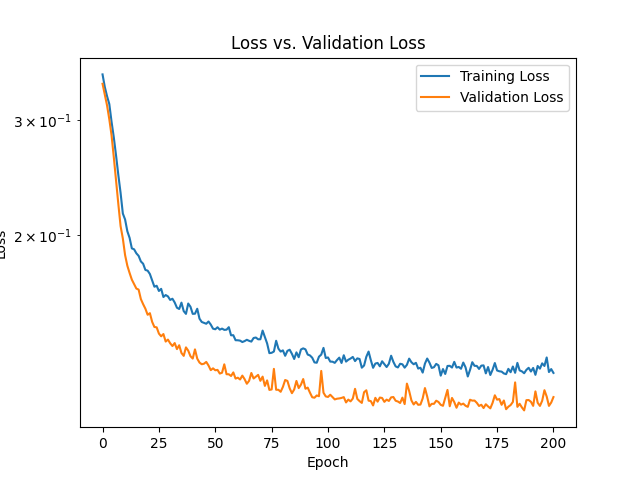 Loss vs. Validation Loss
Training Loss
Validation Loss
3 × 10⁻¹
2 × 10⁻¹
Loss
0 25 50 75 100 125 150 175 200
Epoch